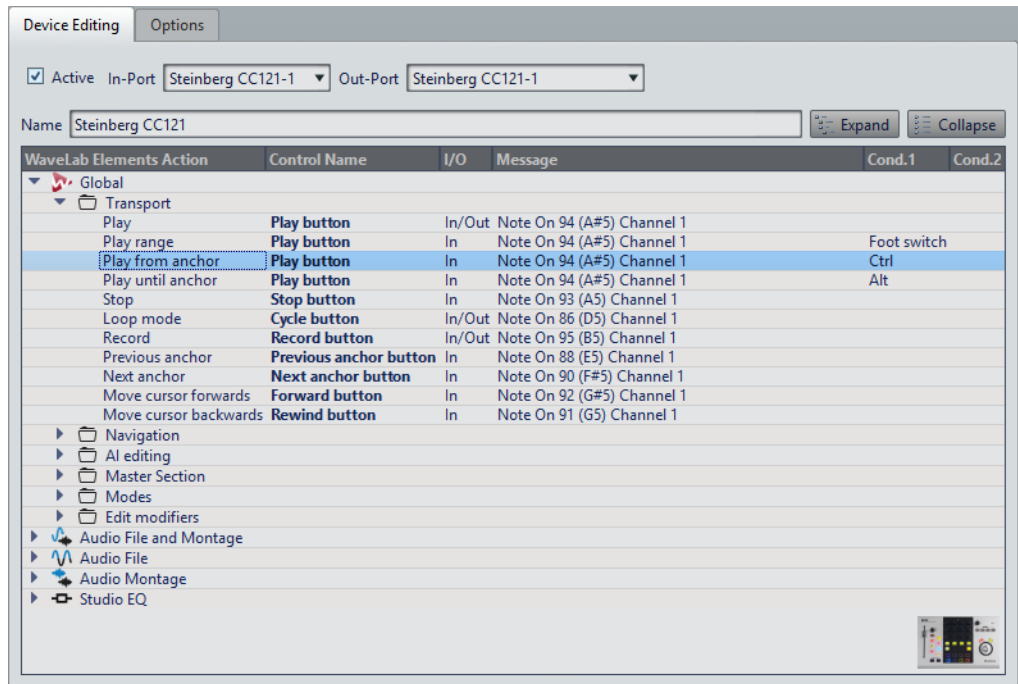 Device Editing Options
Active In-Port Steinberg CC121-1 Out-Port Steinberg CC121-1
Name Steinberg CC121 Expand Collapse
WaveLab Elements Action Control Name I/O Message Cond.1 Cond.2
Global
Transport
Play Play button In/Out Note On 94 (A#5) Channel 1
Play range Play button In Note On 94 (A#5) Channel 1 Foot switch
Play from anchor Play button In Note On 94 (A#5) Channel 1 Ctrl
Play until anchor Play button In Note On 94 (A#5) Channel 1 Alt
Stop Stop button In Note On 93 (A5) Channel 1
Loop mode Cycle button In/Out Note On 86 (D5) Channel 1
Record Record button In/Out Note On 95 (B5) Channel 1
Previous anchor Previous anchor button In Note On 88 (E5) Channel 1
Next anchor Next anchor button In Note On 90 (F#5) Channel 1
Move cursor forwards Forward button In Note On 92 (G#5) Channel 1
Move cursor backwards Rewind button In Note On 91 (G5) Channel 1
Navigation
AI editing
Master Section
Modes
Edit modifiers
Audio File and Montage
Audio File
Audio Montage
Studio EQ